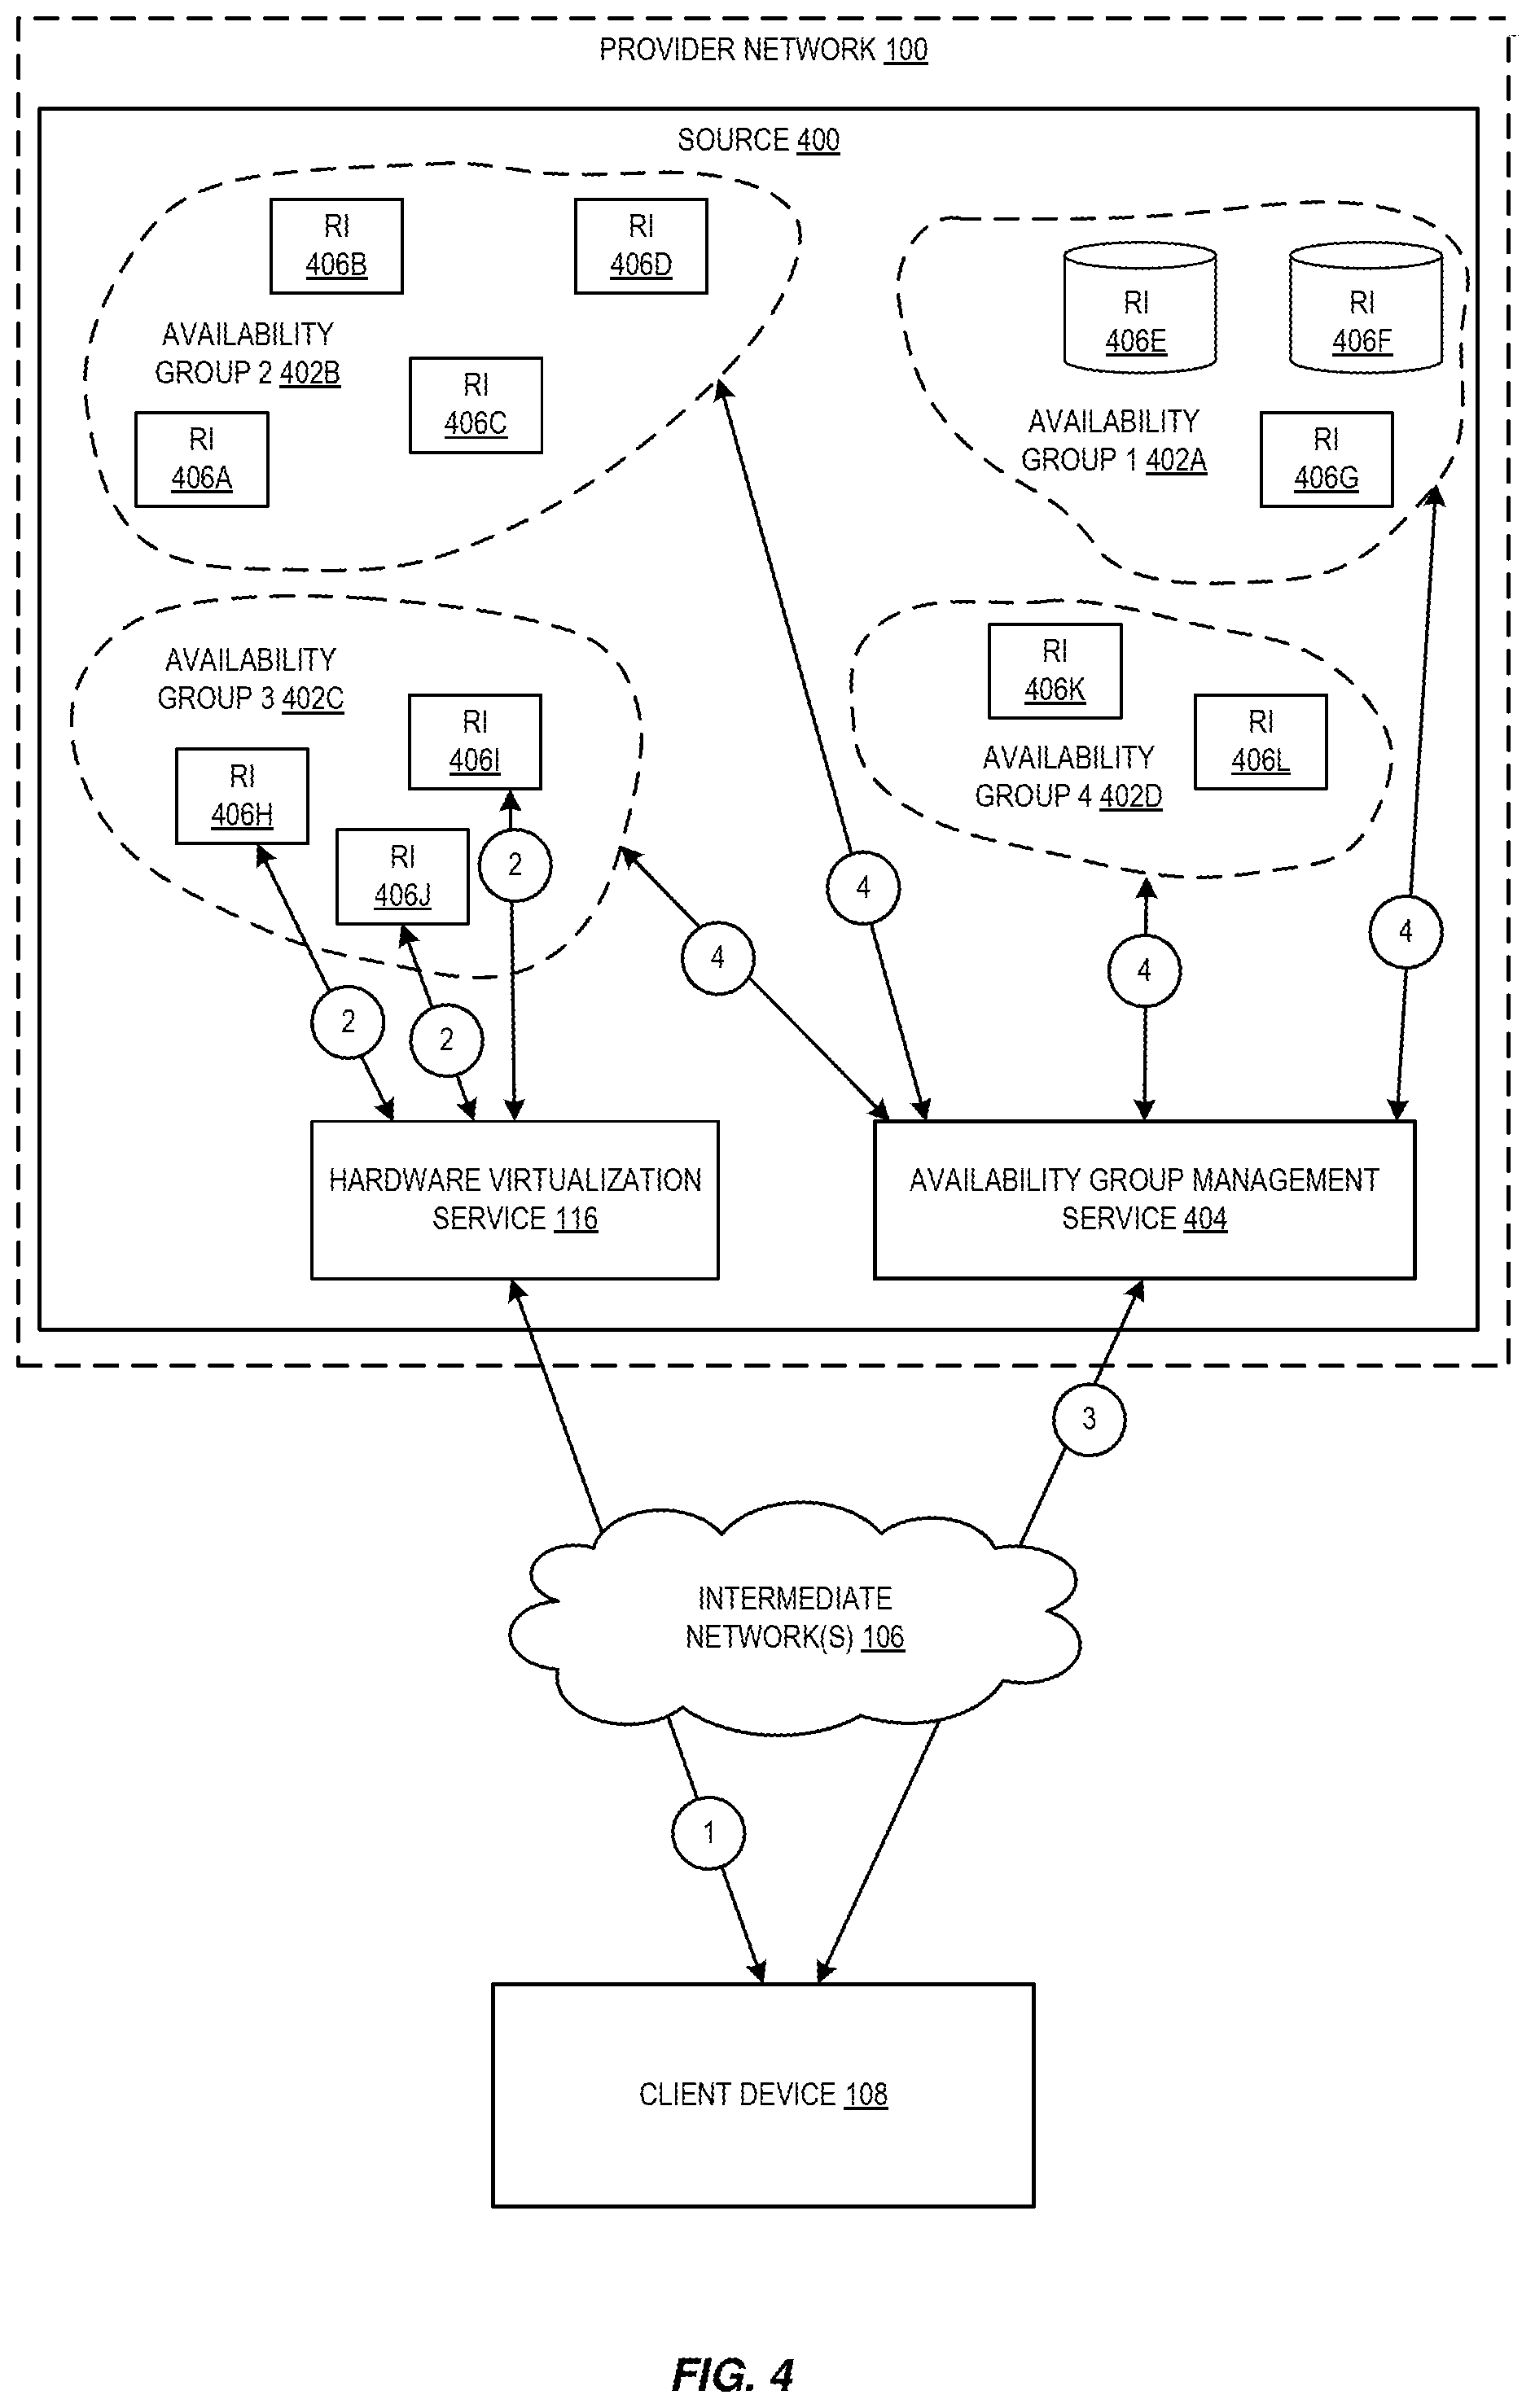 PROVIDER NETWORK 100
SOURCE 400
RI
406B
RI
406D
AVAILABILITY
GROUP 2 402B
RI
406C
RI
406A
RI
406E
RI
406F
AVAILABILITY
GROUP 1 402A
RI
406G
AVAILABILITY
GROUP 3 402C
RI
406I
RI
406H
RI
406J
RI
406K
RI
406L
AVAILABILITY
GROUP 4 402D
2
4
4
4
4
2
2
HARDWARE VIRTUALIZATION
SERVICE 116
AVAILABILITY GROUP MANAGEMENT
SERVICE 404
3
INTERMEDIATE
NETWORK(S) 106
1
CLIENT DEVICE 108
FIG. 4